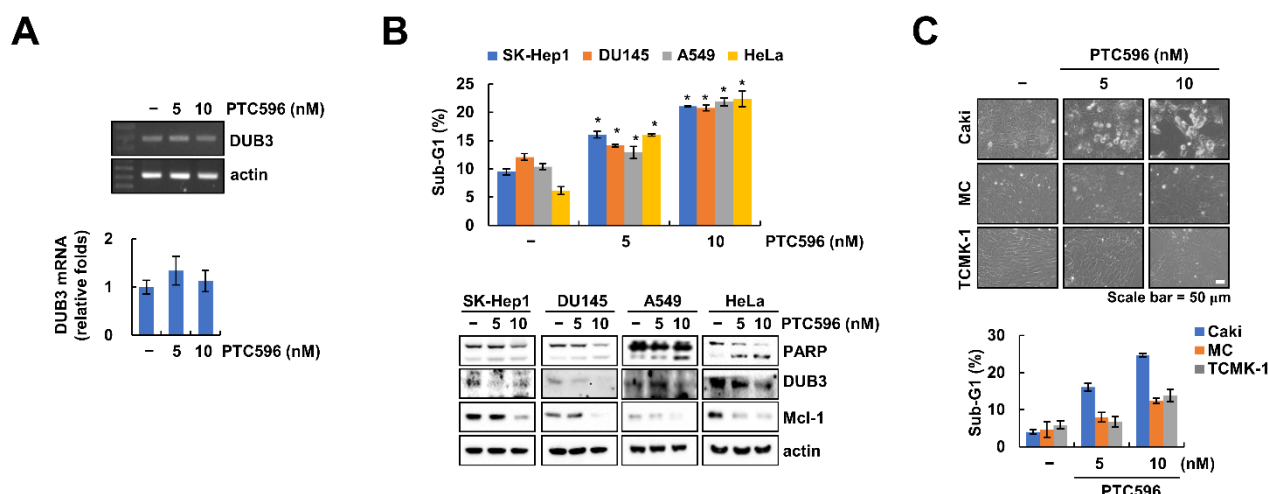 A
– 5 10 PTC596 (nM)
DUB3
actin
DUB3 mRNA
(relative folds)
2
1
0
– 5 10 PTC596 (nM)
B
SK-Hep1 DU145 A549 HeLa
Sub-G1 (%)
25
20
15
10
5
0
* * * * * * * *
– 5 10 PTC596 (nM)
SK-Hep1 DU145 A549 HeLa
– 5 10 – 5 10 – 5 10 – 5 10 PTC596 (nM)
PARP
DUB3
Mcl-1
actin
C
PTC596 (nM)
– 5 10
Caki
MC
TCMK-1
Scale bar = 50 μm
Sub-G1 (%)
30
20
10
0
Caki
MC
TCMK-1
– 5 10 (nM)
PTC596